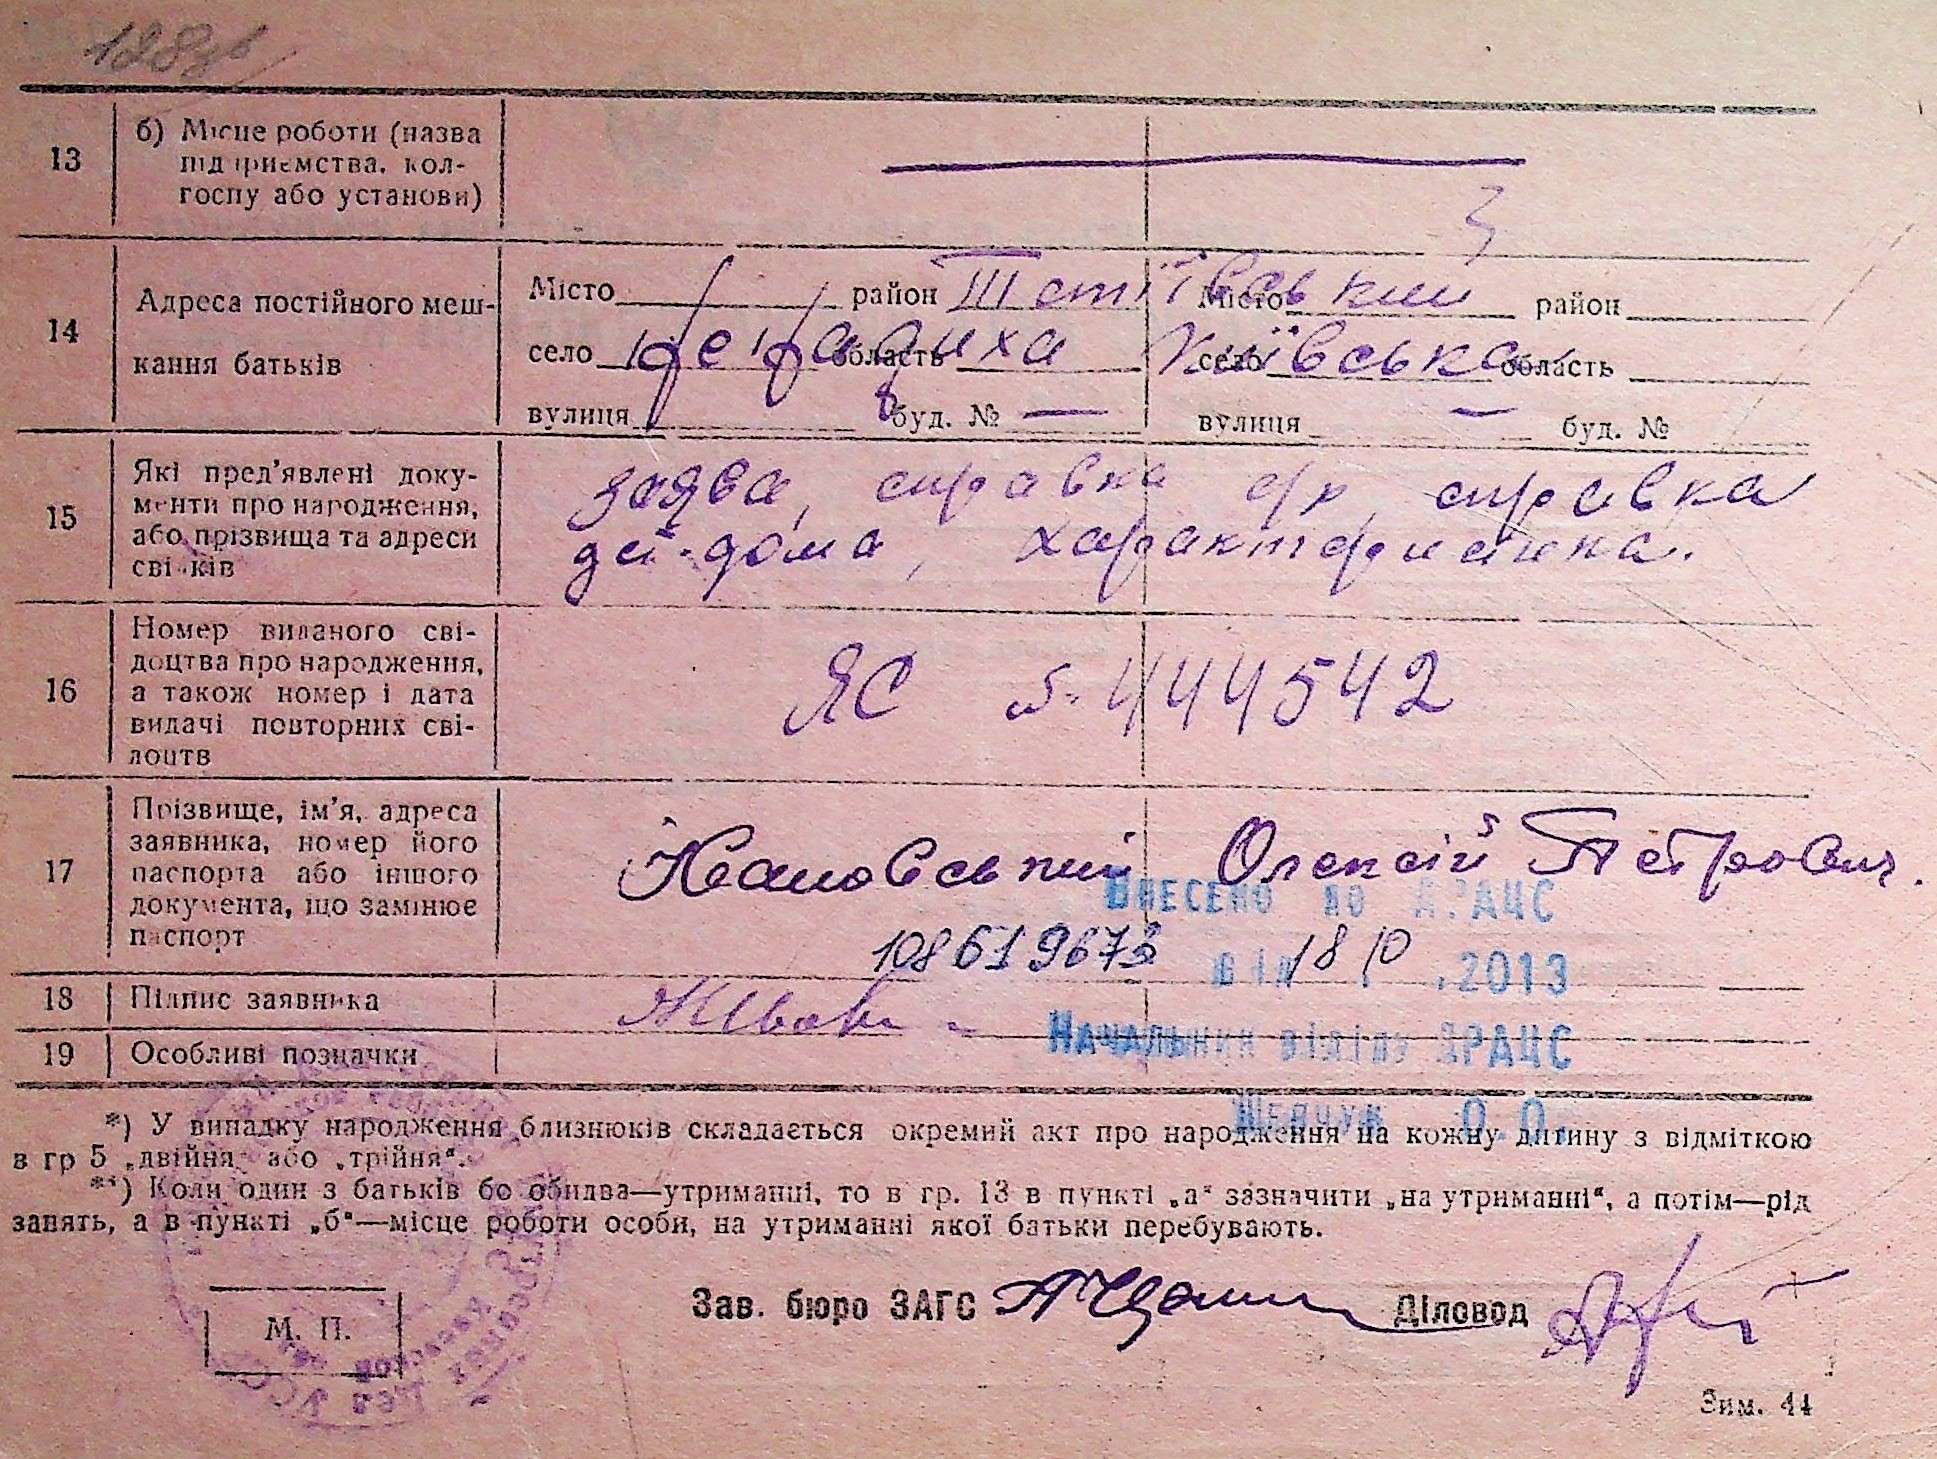 128зв
13
б) Місце роботи (назва
підприємства, кол-
госпу або установи)
14
Адреса постійного меш-
кання батьків
Місто район Тетіївський Місто район
село область Київська село область
вулиця буд. № — вулиця — буд. №
15
Які пред'явлені доку-
менти про народження,
або прізвища та адреси
свідків
заява, справка справка
дет-дома, характеристика.
16
Номер виданого сві-
доцтва про народження,
а також номер і дата
видачі повторних сві-
доцтв
ЯС 444542
17
Прізвище, ім'я, адреса
заявника, номер його
паспорта або іншого
документа, що замінює
паспорт
Олексій Петрович.
Внесено до ДРАЦС
від 18 10 .2013
18
Підпис заявника
Начальник відділу ДРАЦС
19
Особливі позначки
О.О.
*) У випадку народження близнюків складається окремий акт про народження на кожну дитину з відміткою
в гр 5 „двійня" або „трійня".
**) Коли один з батьків бо обидва—утриманці, то в гр. 13 в пункті „а" зазначити „на утриманні", а потім—рід
занять, а в пункті „б"—місце роботи особи, на утриманні якої батьки перебувають.
М. П.
Зав. бюро ЗАГС Діловод
Зим. 44